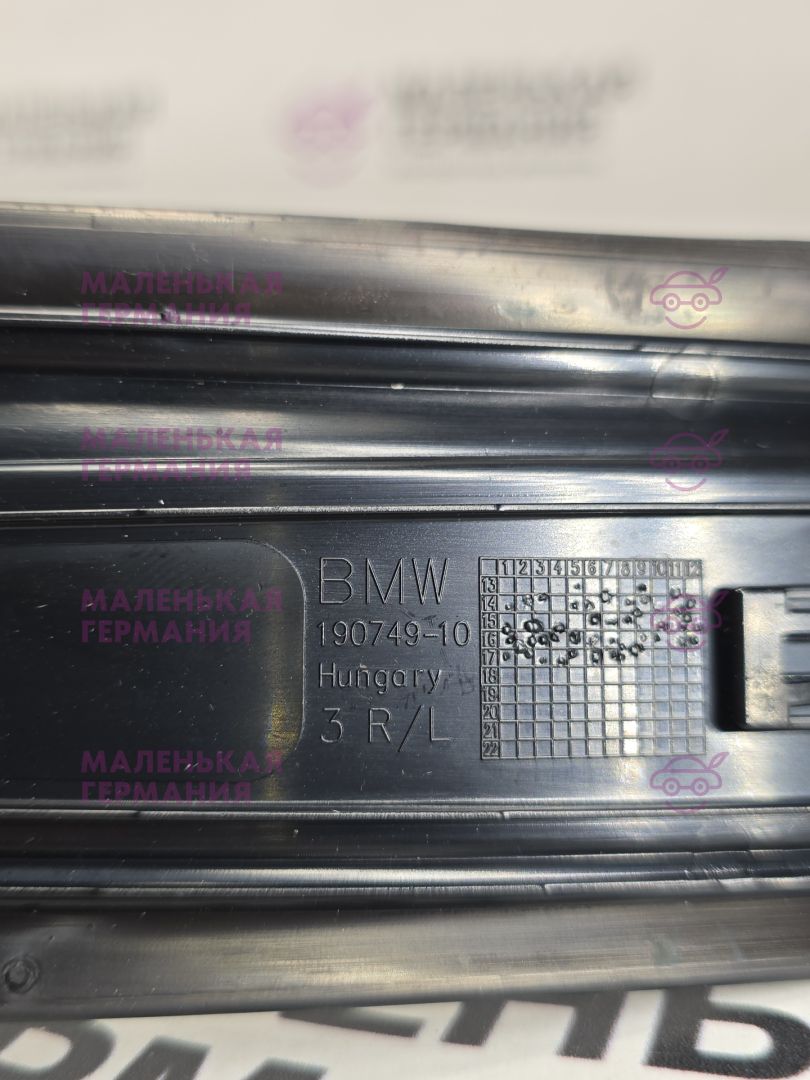 МАЛЕНЬКАЯ
ГЕРМАНИЯ
МАЛЕНЬКАЯ
ГЕРМАНИЯ
BMW
190749-10
Hungary
3 R/L
1 2 3 4 5 6 7 8 9 10 11 12
13
14
15
16
17
18
19
20
21
22
МАЛЕНЬКАЯ
ГЕРМАНИЯ
МАЛЕНЬКАЯ
ГЕРМАНИЯ